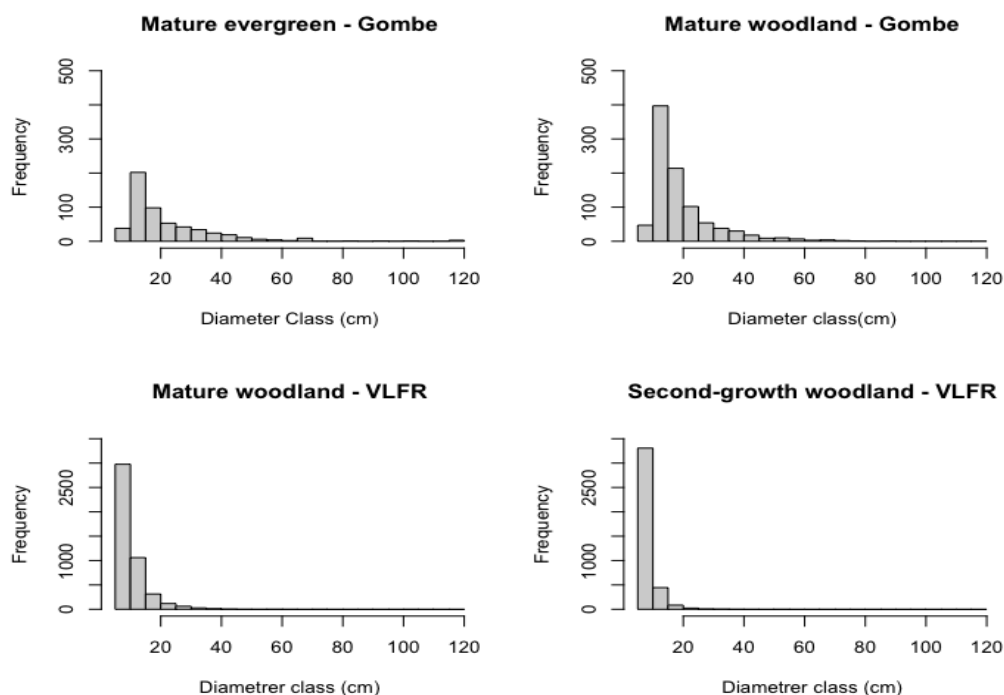 Mature evergreen - Gombe
Frequency
0 100 300 500
20 40 60 80 100 120
Diameter Class (cm)
Mature woodland - Gombe
Frequency
0 100 300 500
20 40 60 80 100 120
Diameter class(cm)
Mature woodland - VLFR
Frequency
0 1000 2500
20 40 60 80 100 120
Diametrer class (cm)
Second-growth woodland - VLFR
Frequency
0 1000 2500
20 40 60 80 100 120
Diametrer class (cm)